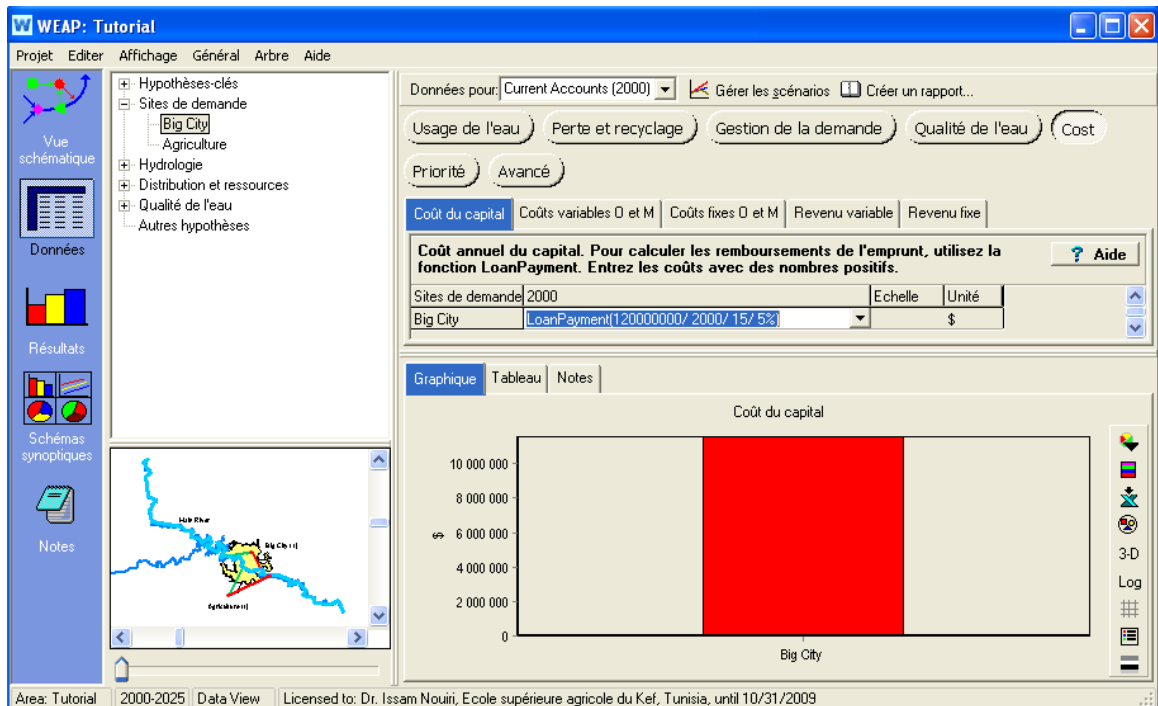 WEAP: Tutorial
Projet Editer Affichage Général Arbre Aide
Vue schématique
Données
Résultats
Schémas synoptiques
Notes
Hypothèses-clés
Sites de demande
Big City
Agriculture
Hydrologie
Distribution et ressources
Qualité de l'eau
Autres hypothèses
Données pour: Current Accounts (2000) Gérer les scénarios Créer un rapport...
Usage de l'eau Perte et recyclage Gestion de la demande Qualité de l'eau Cost
Priorité Avancé
Coût du capital Coûts variables O et M Coûts fixes O et M Revenu variable Revenu fixe
Coût annuel du capital. Pour calculer les remboursements de l'emprunt, utilisez la
fonction LoanPayment. Entrez les coûts avec des nombres positifs.
? Aide
Sites de demande 2000 Echelle Unité
Big City LoanPayment(120000000/ 2000/ 15/ 5%) $
Graphique Tableau Notes
Coût du capital
10 000 000
8 000 000
6 000 000
4 000 000
2 000 000
0
$
Big City
3-D
Log
Main River
Big City (1)
Agriculture (1)
Area: Tutorial 2000-2025 Data View Licensed to: Dr. Issam Nouiri, Ecole supérieure agricole du Kef, Tunisia, until 10/31/2009